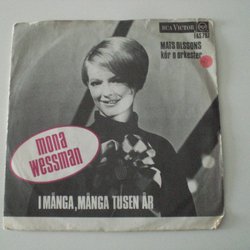 RCA VICTOR
MATS OLSSONS
kör o orkester
mona
wessman
I MÅNGA, MÅNGA TUSEN ÅR